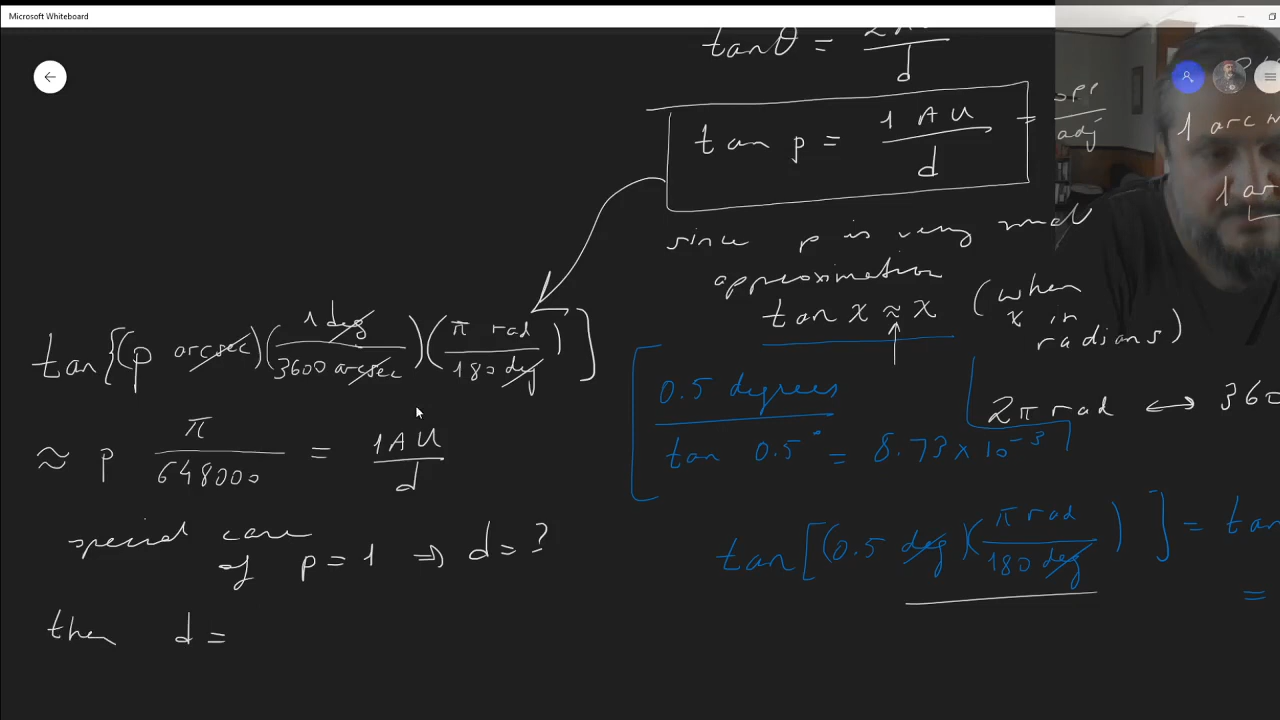 Microsoft Whiteboard
tan θ =
d
tan p = 1 AU / d = opp / adj
1 arc
since p is very small
approximation
tan x ≈ x (when x in radians)
tan{(p arcsec)(1 deg / 3600 arcsec)(π rad / 180 deg)]
0.5 degrees
2π rad ↔ 360
tan 0.5° = 8.73 × 10⁻³
≈ p π / 648000 = 1 AU / d
special case
of p = 1 ⇒ d = ?
tan[(0.5 deg)(π rad / 180 deg)] = tan
=
then d =